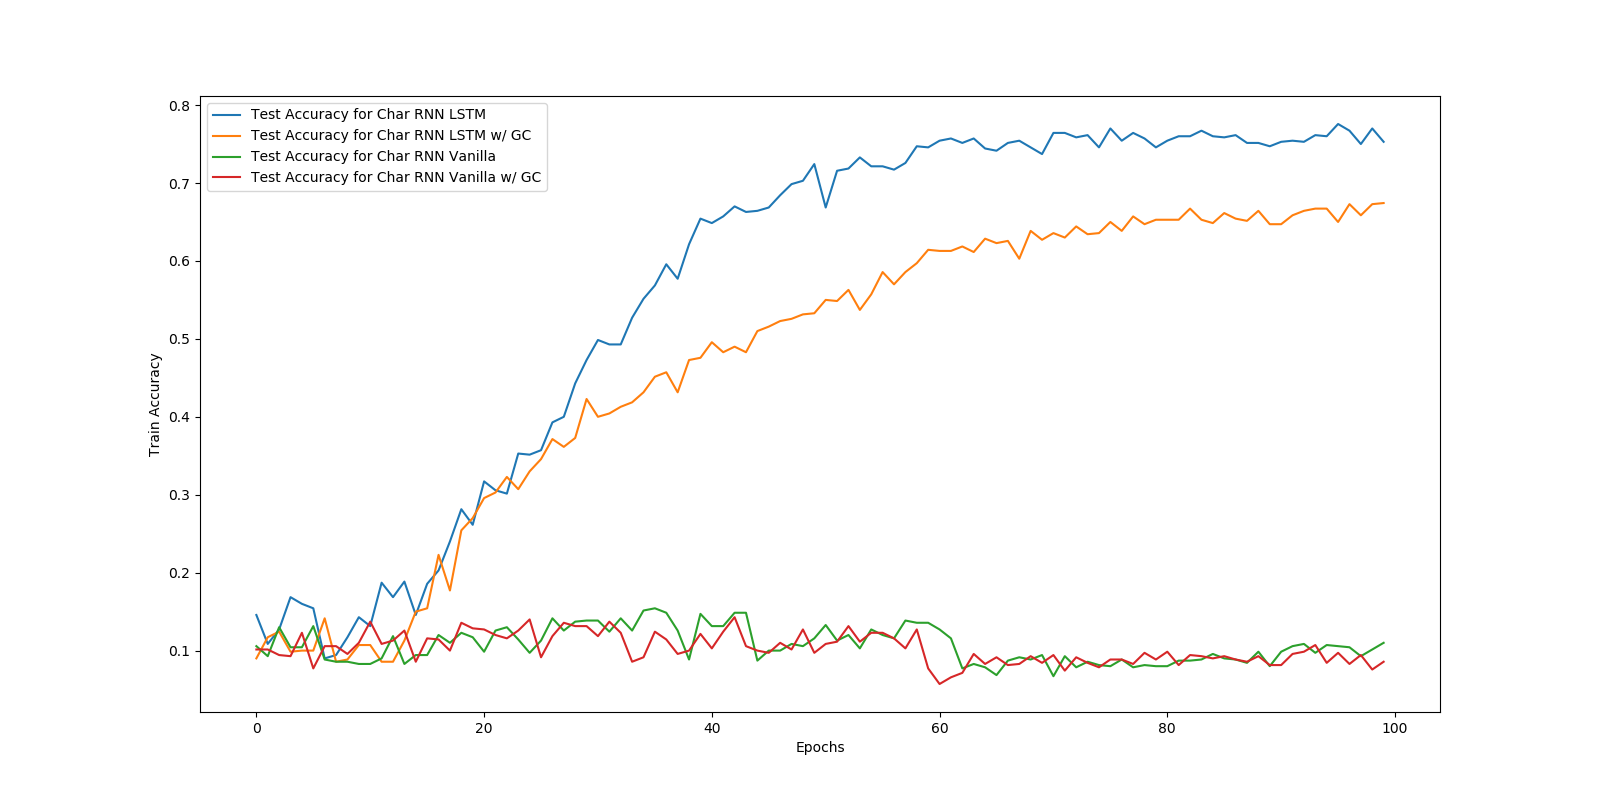 Test Accuracy for Char RNN LSTM
Test Accuracy for Char RNN LSTM w/ GC
Test Accuracy for Char RNN Vanilla
Test Accuracy for Char RNN Vanilla w/ GC
Train Accuracy
0.8
0.7
0.6
0.5
0.4
0.3
0.2
0.1
0 20 40 60 80 100
Epochs